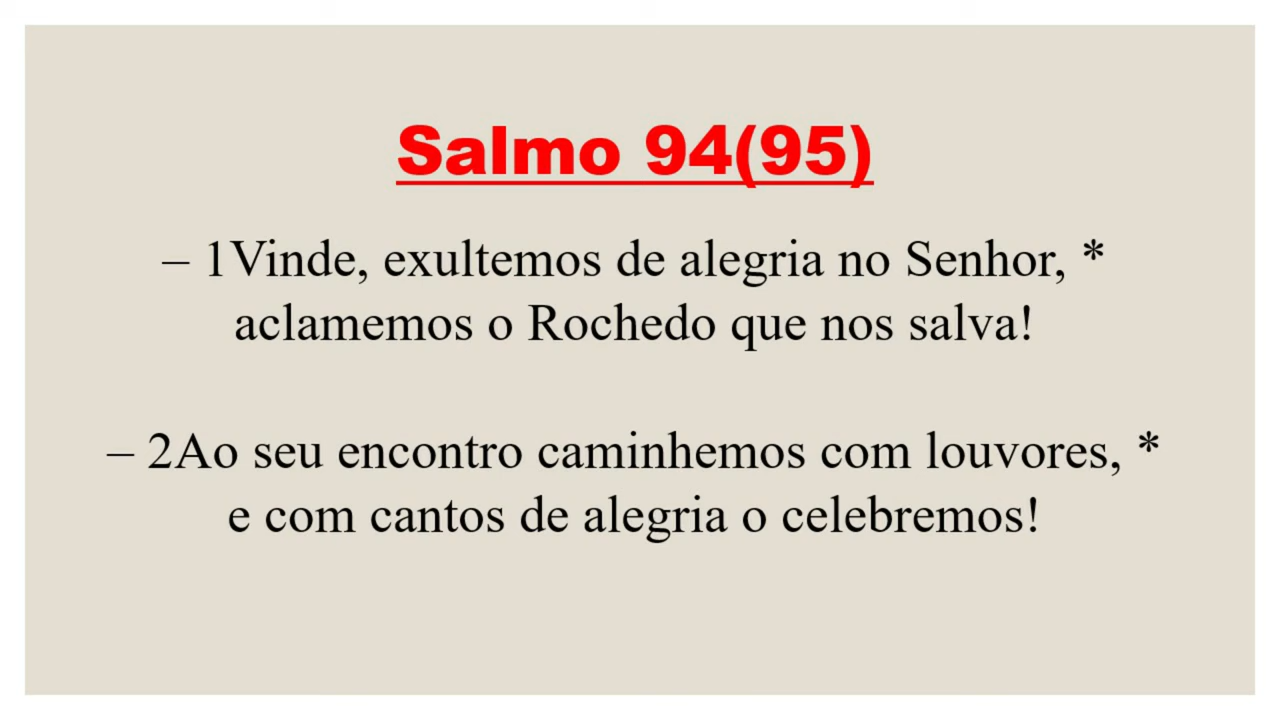 Salmo 94(95)
– 1Vinde, exultemos de alegria no Senhor, *
aclamemos o Rochedo que nos salva!
– 2Ao seu encontro caminhemos com louvores, *
e com cantos de alegria o celebremos!